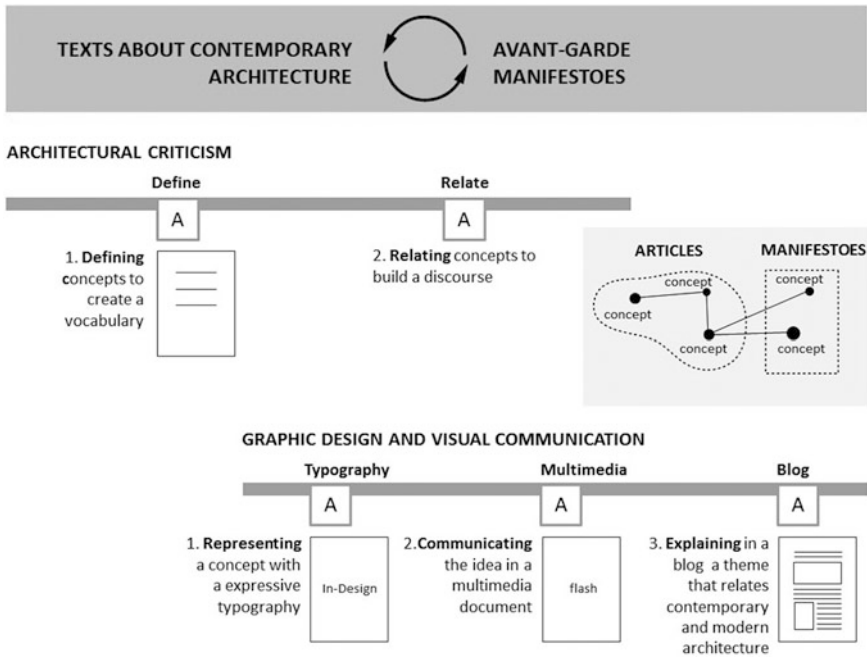 TEXTS ABOUT CONTEMPORARY
ARCHITECTURE
AVANT-GARDE
MANIFESTOES
ARCHITECTURAL CRITICISM
Define
Relate
A
A
1. Defining
concepts to
create a
vocabulary
2. Relating concepts to
build a discourse
ARTICLES
MANIFESTOES
concept
concept
concept
concept
concept
GRAPHIC DESIGN AND VISUAL COMMUNICATION
Typography
Multimedia
Blog
A
A
A
1. Representing
a concept with
a expressive
typography
In-Design
2.Communicating
the idea in a
multimedia
document
flash
3. Explaining in a
blog a theme
that relates
contemporary
and modern
architecture